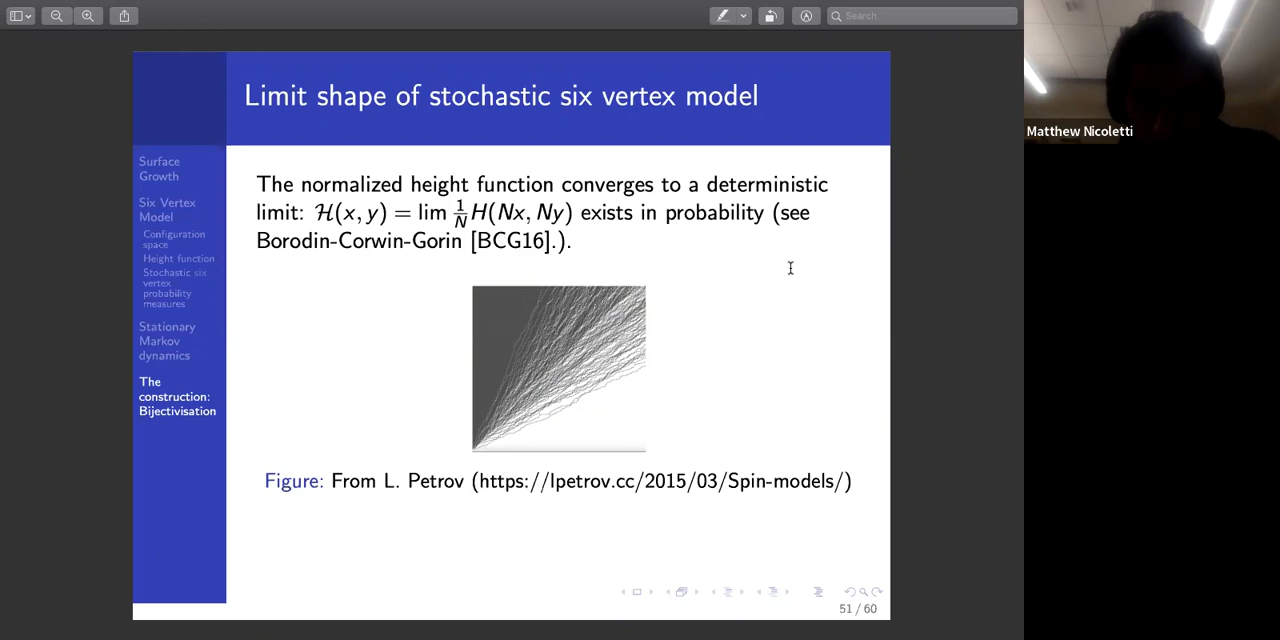 Search
Limit shape of stochastic six vertex model
Surface
Growth
Six Vertex
Model
Configuration
space
Height function
Stochastic six
vertex
probability
measures
Stationary
Markov
dynamics
The
construction:
Bijectivisation
The normalized height function converges to a deterministic
limit: ℋ(x, y) = lim 1/N H(Nx, Ny) exists in probability (see
Borodin-Corwin-Gorin [BCG16].).
Figure: From L. Petrov (https://lpetrov.cc/2015/03/Spin-models/)
51 / 60
Matthew Nicoletti